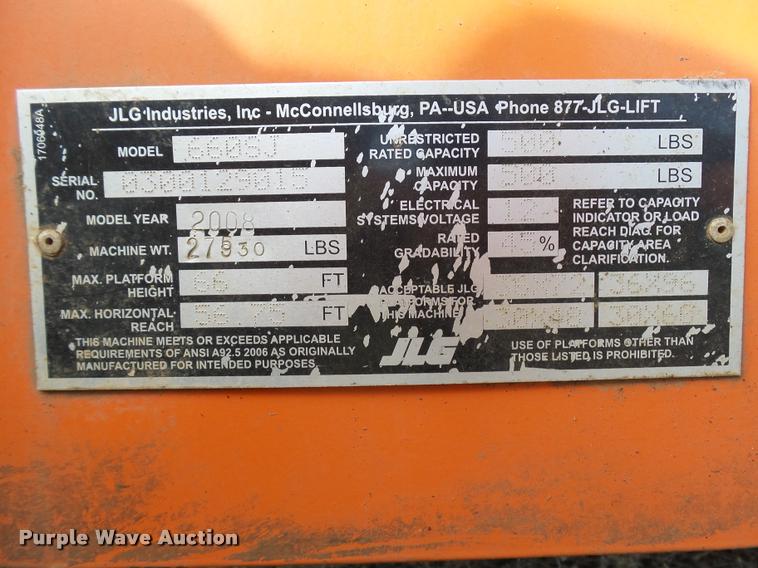 1706948A
JLG Industries, Inc - McConnellsburg, PA--USA Phone 877-JLG-LIFT
MODEL 660SJ
SERIAL NO. 0300129015
MODEL YEAR 2008
MACHINE WT. 27930 LBS
MAX. PLATFORM HEIGHT 66 FT
MAX. HORIZONTAL REACH 56.75 FT
THIS MACHINE MEETS OR EXCEEDS APPLICABLE
REQUIREMENTS OF ANSI A92.5 2006 AS ORIGINALLY
MANUFACTURED FOR INTENDED PURPOSES.
UNRESTRICTED RATED CAPACITY 500 LBS
MAXIMUM CAPACITY 500 LBS
ELECTRICAL SYSTEMS VOLTAGE 12
RATED GRADABILITY 45%
REFER TO CAPACITY
INDICATOR OR LOAD
REACH DIAG. FOR
CAPACITY AREA
CLARIFICATION.
ACCEPTABLE JLG
PLATFORMS FOR
THIS MACHINE
36X96
30X60
JLG
USE OF PLATFORMS OTHER THAN
THOSE LISTED IS PROHIBITED.
Purple Wave Auction